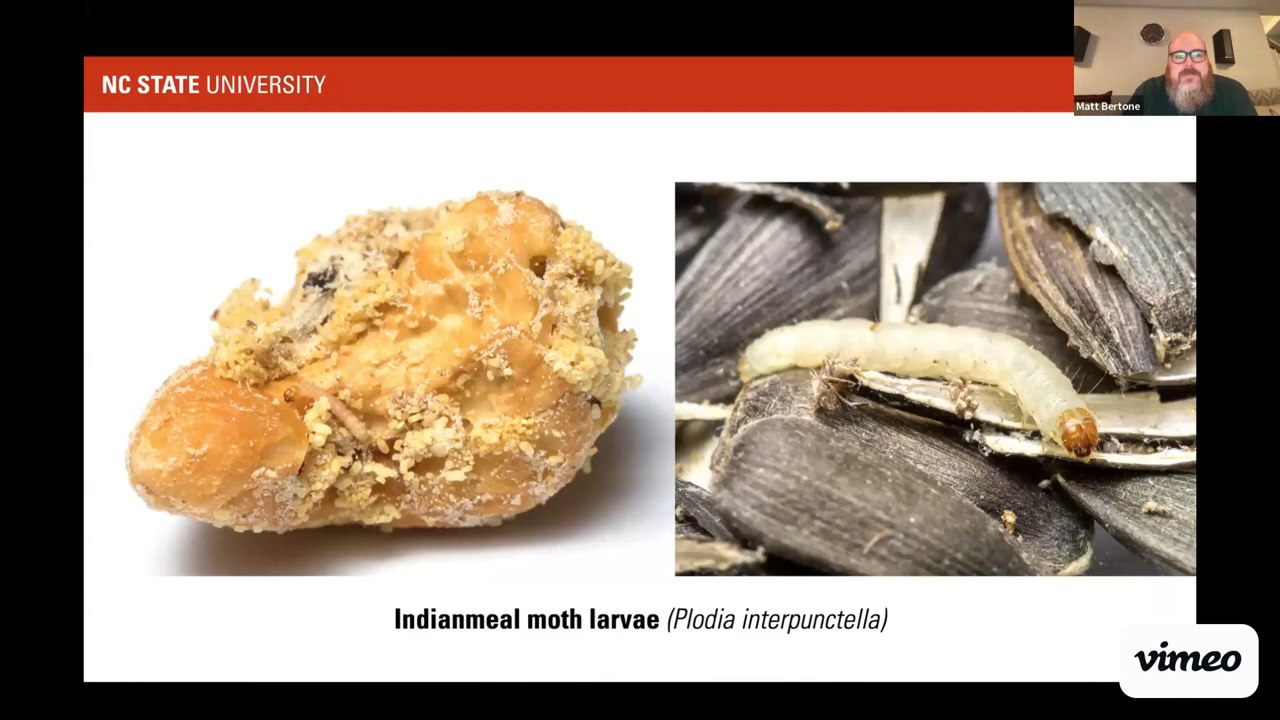 NC STATE UNIVERSITY
Matt Bertone
Indianmeal moth larvae (Plodia interpunctella)
vimeo